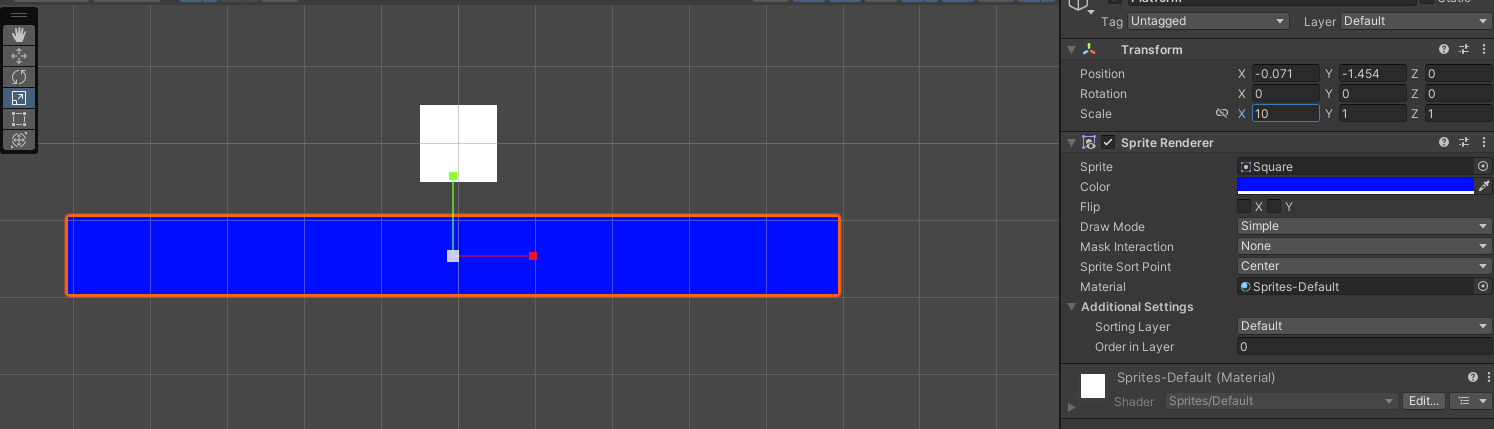 Tag Untagged Layer Default
Transform
Position X -0.071 Y -1.454 Z 0
Rotation X 0 Y 0 Z 0
Scale X 10 Y 1 Z 1
Sprite Renderer
Sprite Square
Color
Flip X Y
Draw Mode Simple
Mask Interaction None
Sprite Sort Point Center
Material Sprites-Default
Additional Settings
Sorting Layer Default
Order in Layer 0
Sprites-Default (Material)
Shader Sprites/Default Edit...